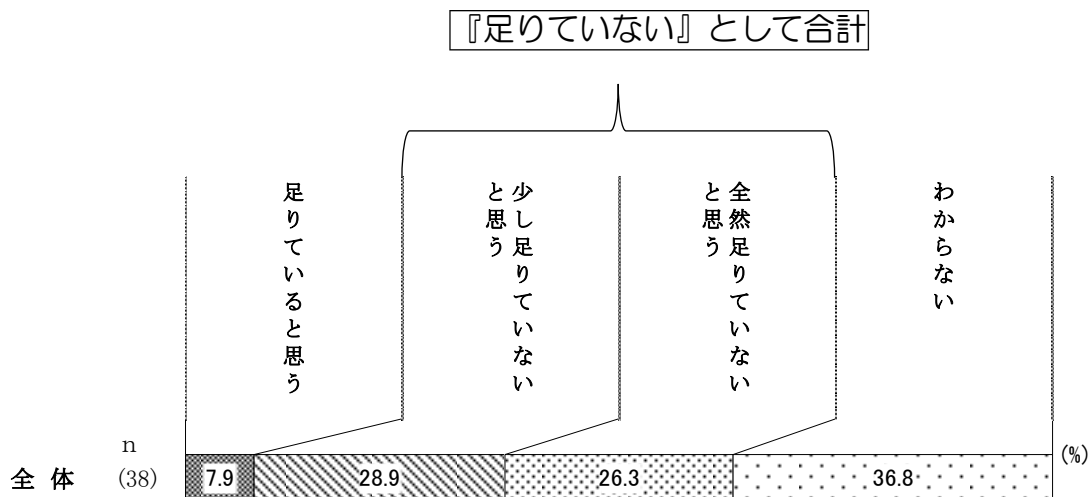 『足りていない』として合計
足りていると思う
少し足りていない
と思う
全然足りていない
と思う
わからない
n
(%)
全体 (38) 7.9 28.9 26.3 36.8